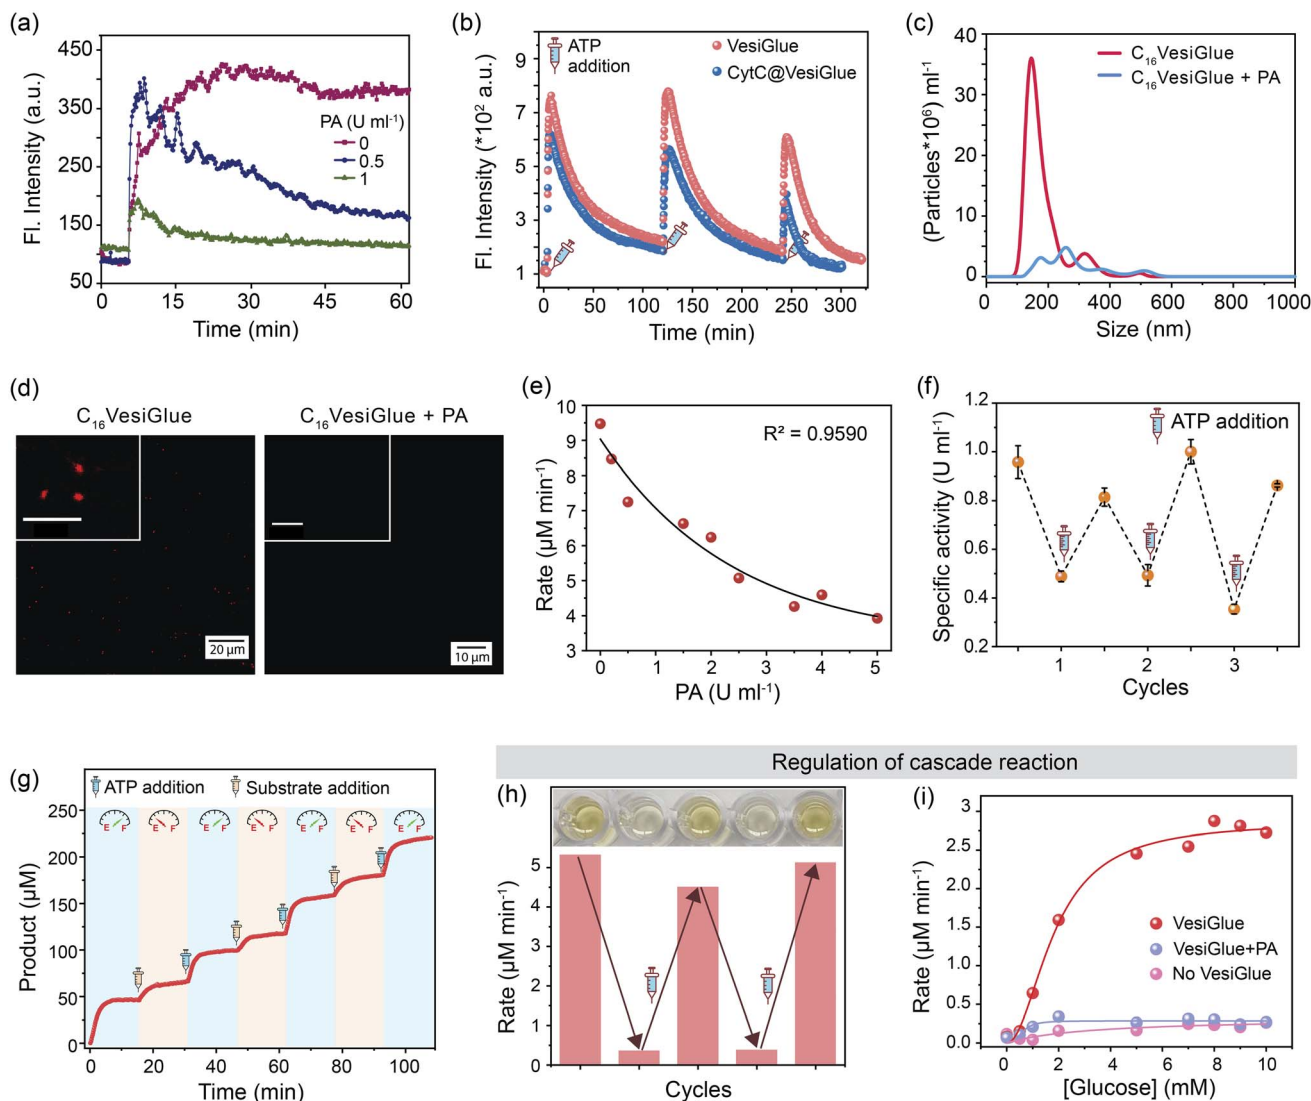 (a)
Fl. Intensity (a.u.)
450
350
250
150
50
PA (U ml⁻¹)
0
0.5
1
0 15 30 45 60
Time (min)
(b)
Fl. Intensity (*10² a.u.)
9
7
5
3
1
ATP
addition
VesiGlue
CytC@VesiGlue
0 50 100 150 200 250 300
Time (min)
(c)
(Particles*10⁶) ml⁻¹
40
30
20
10
0
C₁₆VesiGlue
C₁₆VesiGlue + PA
0 200 400 600 800 1000
Size (nm)
(d)
C₁₆VesiGlue
C₁₆VesiGlue + PA
20 μm
10 μm
(e)
Rate (μM min⁻¹)
10
9
8
7
6
5
4
3
R² = 0.9590
0 1 2 3 4 5
PA (U ml⁻¹)
(f)
Specific activity (U ml⁻¹)
1.2
1.0
0.8
0.6
0.4
0.2
ATP addition
1 2 3
Cycles
(g)
Product (μM)
250
200
150
100
50
0
ATP addition
Substrate addition
E F
E F
E F
E F
E F
E F
E F
0 20 40 60 80 100
Time (min)
Regulation of cascade reaction
(h)
Rate (μM min⁻¹)
5
4
3
2
1
0
Cycles
(i)
Rate (μM min⁻¹)
3
2.5
2
1.5
1
0.5
0.0
VesiGlue
VesiGlue+PA
No VesiGlue
0 2 4 6 8 10
[Glucose] (mM)